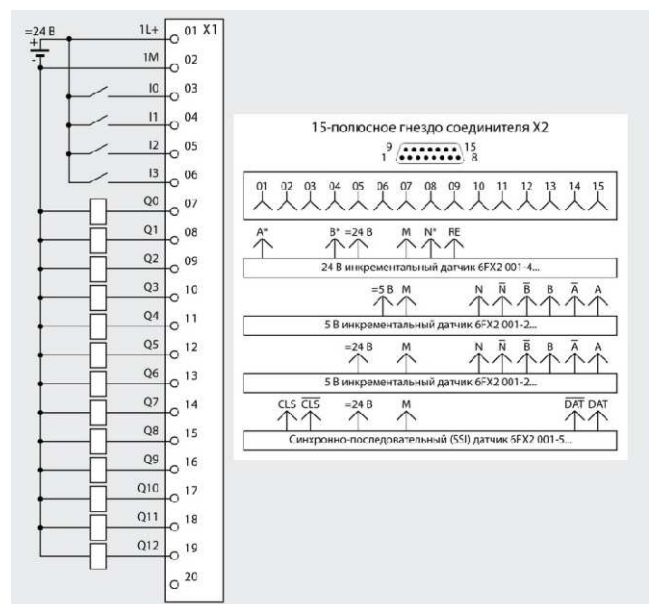 =24 В
+
-
1L+ 01 X1
1M 02
I0 03
I1 04
I2 05
I3 06
Q0 07
Q1 08
Q2 09
Q3 10
Q4 11
Q5 12
Q6 13
Q7 14
Q8 15
Q9 16
Q10 17
Q11 18
Q12 19
20
15-полюсное гнездо соединителя X2
9 15
1 8
01 02 03 04 05 06 07 08 09 10 11 12 13 14 15
A* B* =24 В M N* RE
24 В инкрементальный датчик 6FX2 001-4...
=5 В M N N̅ B̅ B A̅ A
5 В инкрементальный датчик 6FX2 001-2...
=24 В M N N̅ B̅ B A̅ A
5 В инкрементальный датчик 6FX2 001-2...
CLS C̅L̅S̅ =24 В M D̅A̅T̅ DAT
Синхронно-последовательный (SSI) датчик 6FX2 001-5...